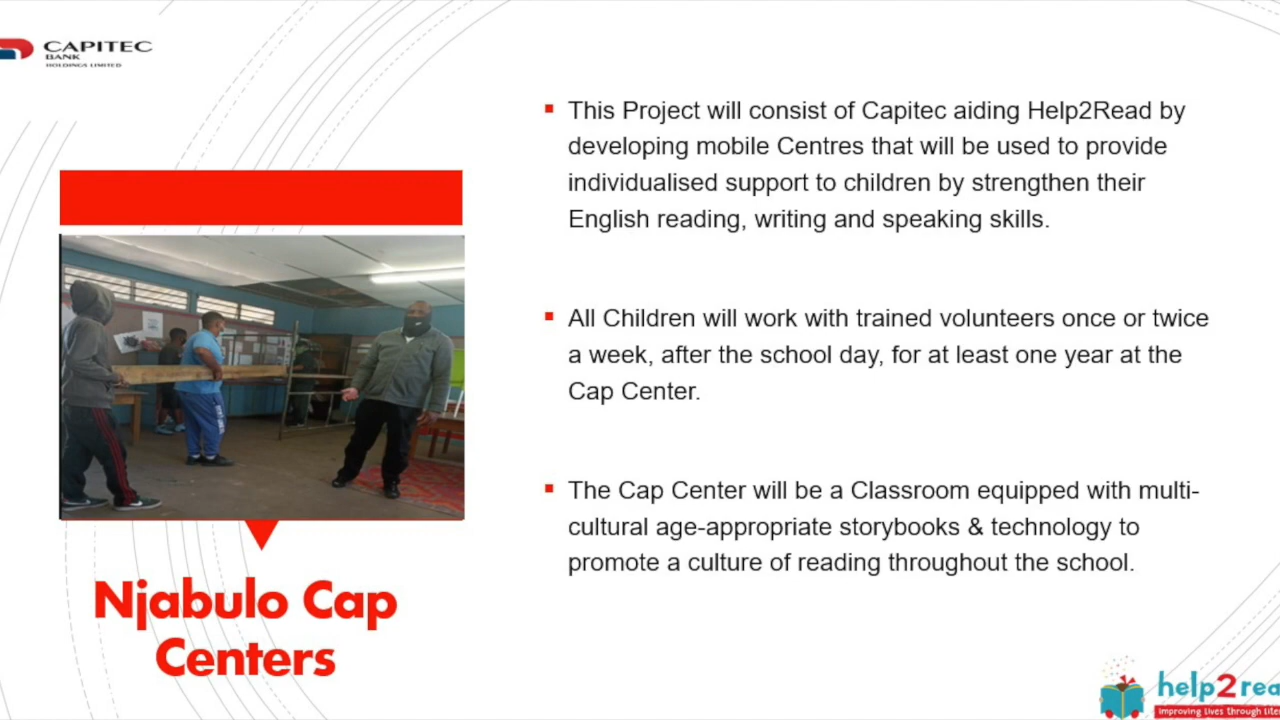 CAPITEC
BANK
HOLDINGS LIMITED
This Project will consist of Capitec aiding Help2Read by
developing mobile Centres that will be used to provide
individualised support to children by strengthen their
English reading, writing and speaking skills.
All Children will work with trained volunteers once or twice
a week, after the school day, for at least one year at the
Cap Center.
The Cap Center will be a Classroom equipped with multi-
cultural age-appropriate storybooks & technology to
promote a culture of reading throughout the school.
Njabulo Cap
Centers
help2rea
improving lives through lite